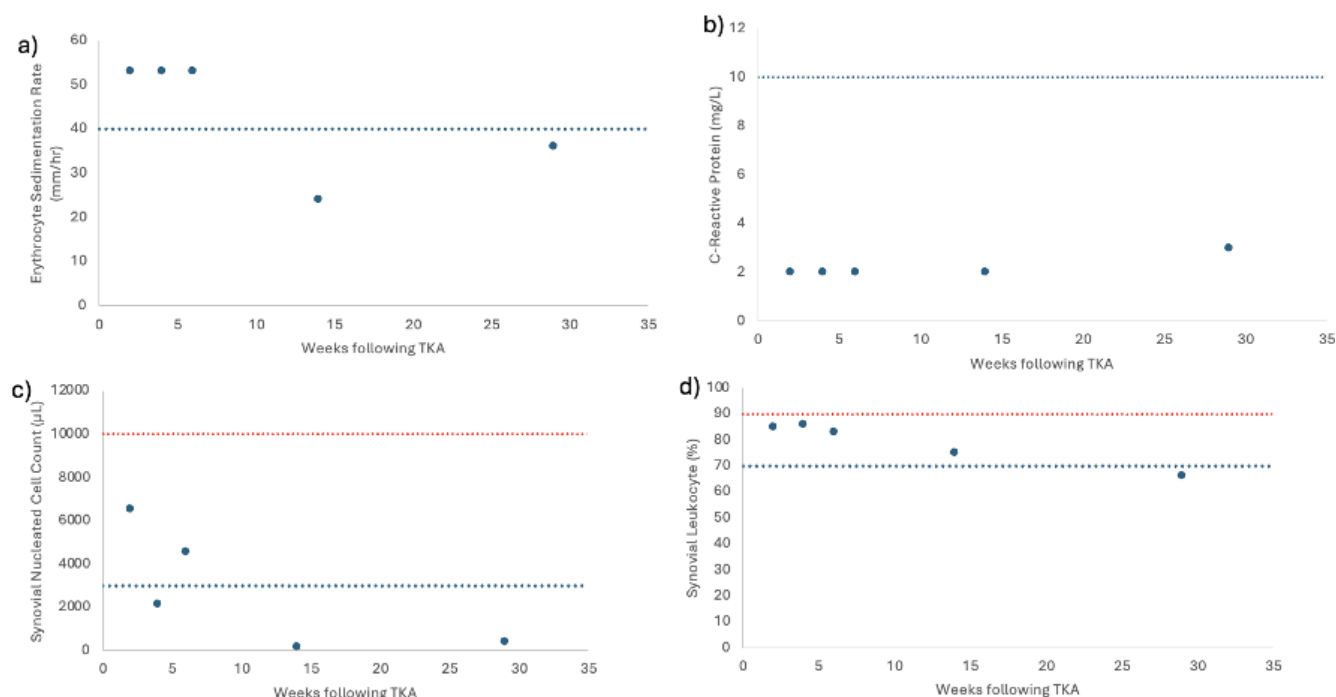 a)
Erythrocyte Sedimentation Rate
(mm/hr)
60
50
40
30
20
10
0
0 5 10 15 20 25 30 35
Weeks following TKA
b)
C-Reactive Protein (mg/L)
12
10
8
6
4
2
0
0 5 10 15 20 25 30 35
Weeks following TKA
c)
Synovial Nucleated Cell Count (µL)
12000
10000
8000
6000
4000
2000
0
0 5 10 15 20 25 30 35
Weeks following TKA
d)
Synovial Leukocyte (%)
100
90
80
70
60
50
40
30
20
10
0
0 5 10 15 20 25 30 35
Weeks following TKA